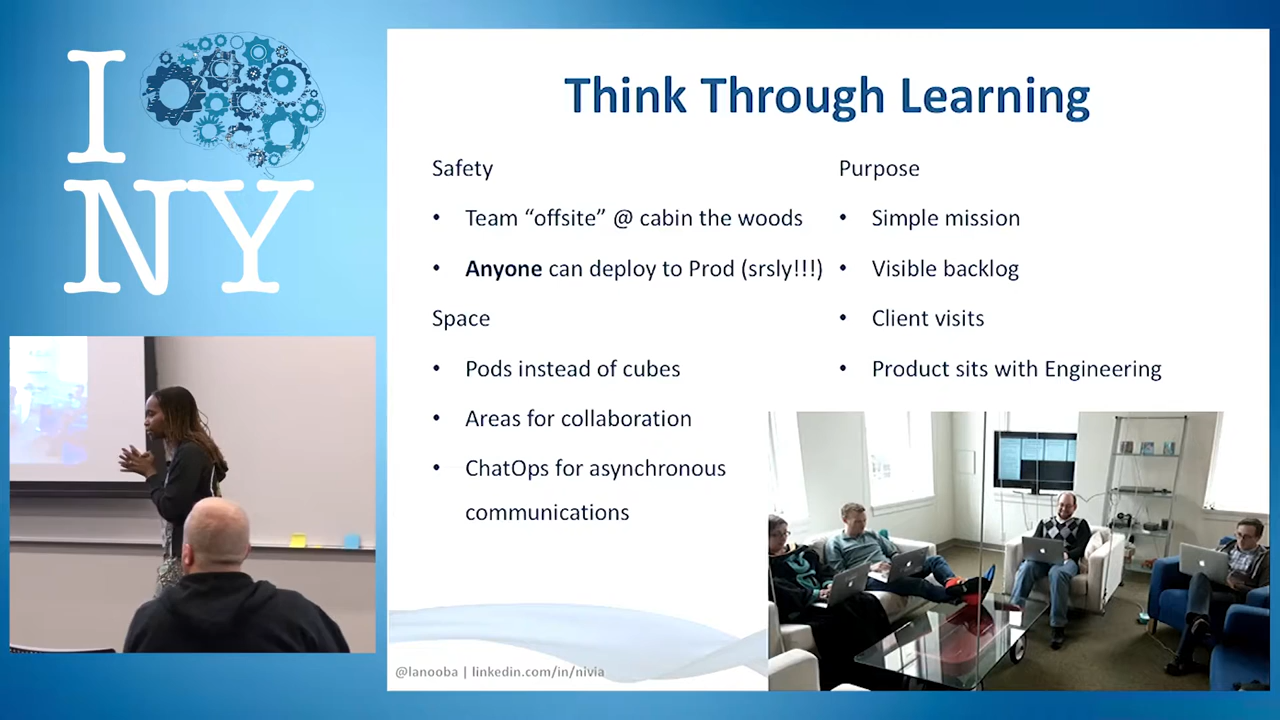 I
NY
Think Through Learning
Safety
• Team “offsite” @ cabin the woods
• Anyone can deploy to Prod (srsly!!!)
Space
• Pods instead of cubes
• Areas for collaboration
• ChatOps for asynchronous
communications
Purpose
• Simple mission
• Visible backlog
• Client visits
• Product sits with Engineering
@lanooba | linkedin.com/in/nivia